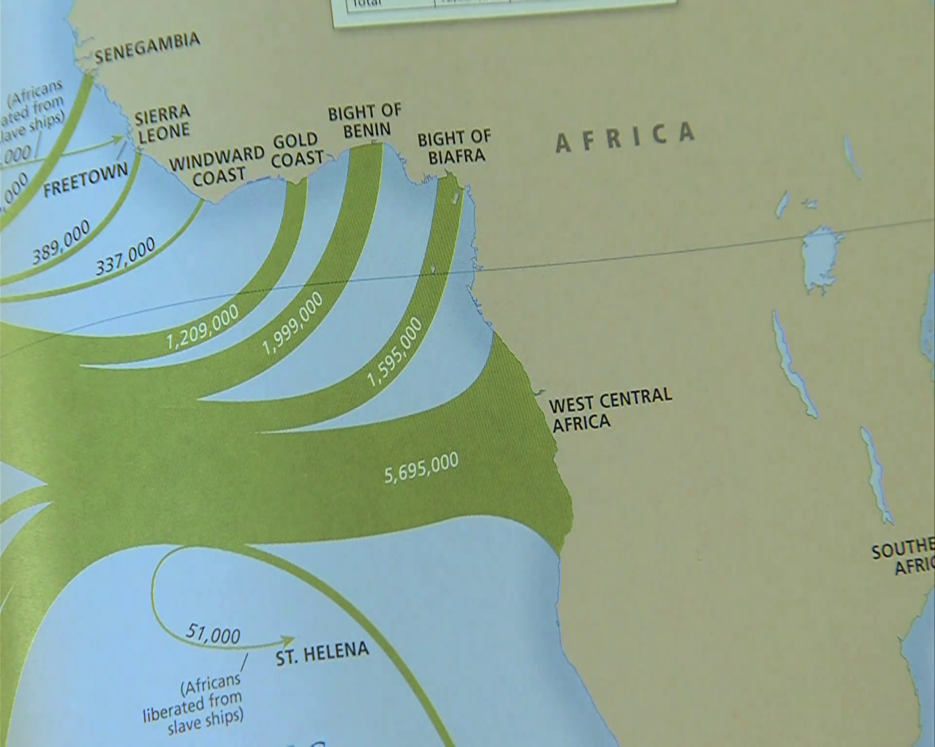 Total
SENEGAMBIA
(Africans
from
slave ships)
SIERRA
LEONE
FREETOWN
WINDWARD
COAST
GOLD
COAST
BIGHT OF
BENIN
BIGHT OF
BIAFRA
AFRICA
389,000
337,000
1,209,000
1,999,000
1,595,000
WEST CENTRAL
AFRICA
5,695,000
51,000
ST. HELENA
(Africans
liberated from
slave ships)